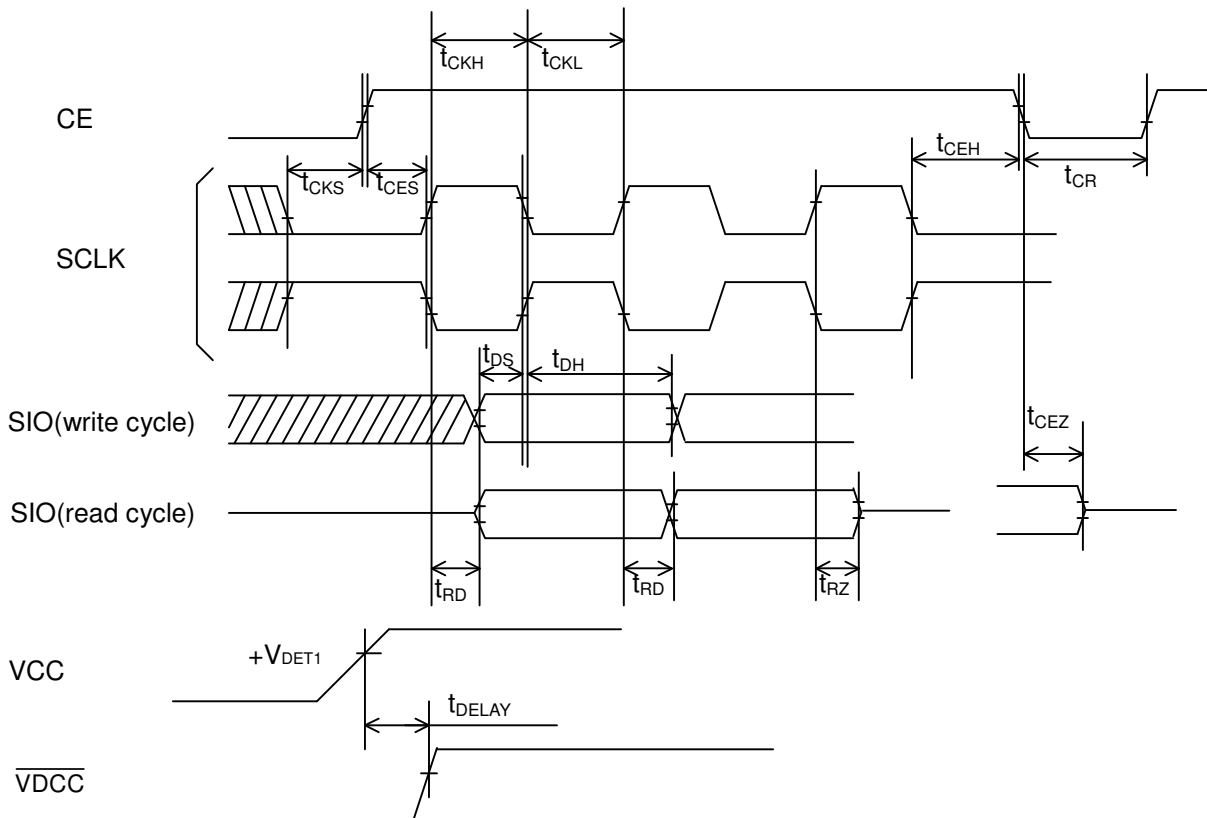 tCKH tCKL
CE
tCKS tCES tCEH tCR
SCLK
tDS tDH
SIO(write cycle)
tCEZ
SIO(read cycle)
tRD tRD tRZ
+VDET1
VCC
tDELAY
VDCC